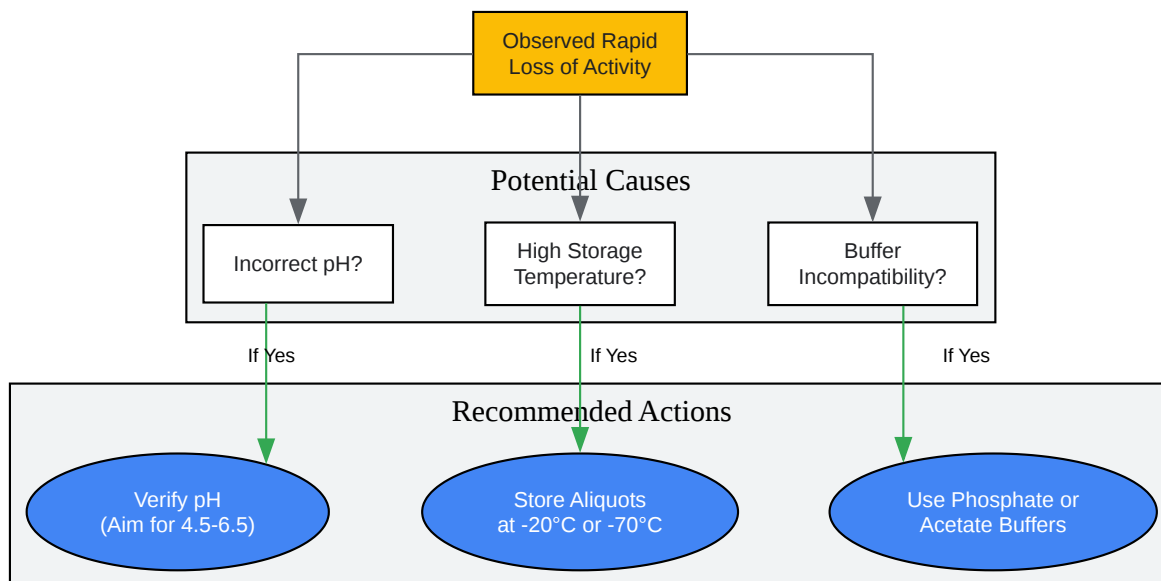 Observed Rapid
Loss of Activity
Potential Causes
Incorrect pH?
High Storage
Temperature?
Buffer
Incompatibility?
If Yes
If Yes
If Yes
Recommended Actions
Verify pH
(Aim for 4.5-6.5)
Store Aliquots
at -20°C or -70°C
Use Phosphate or
Acetate Buffers